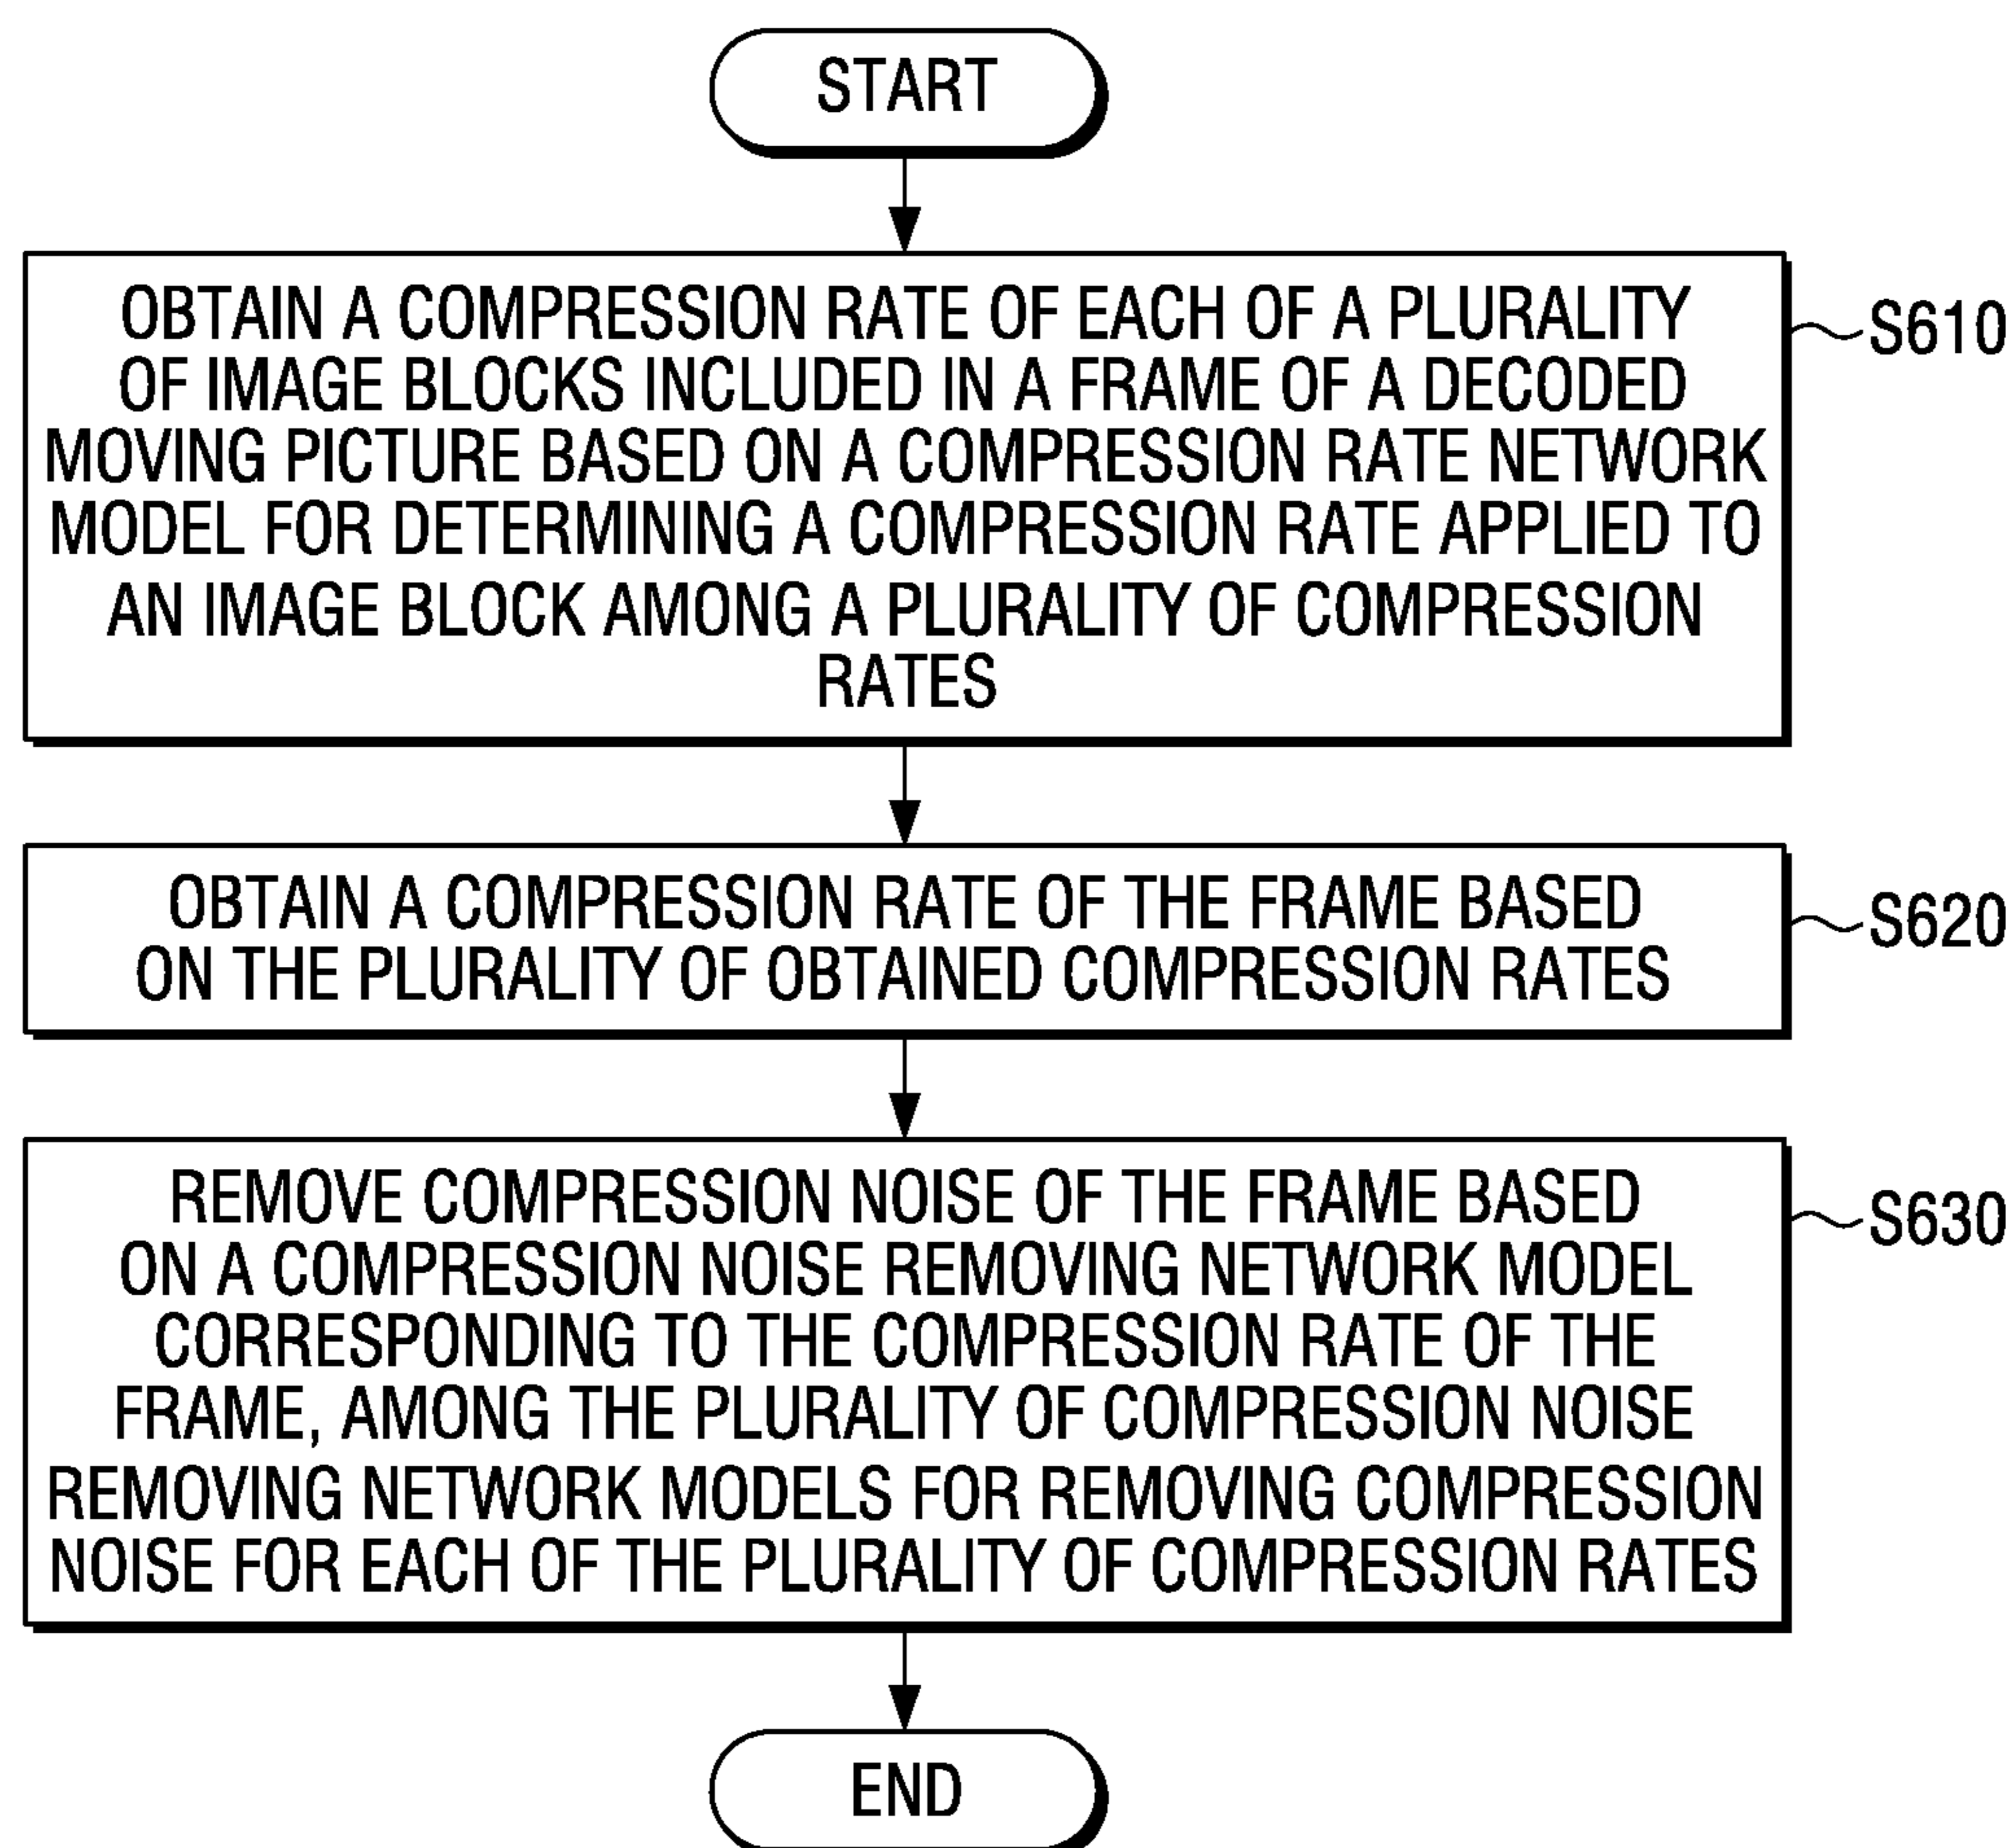 START
OBTAIN A COMPRESSION RATE OF EACH OF A PLURALITY
OF IMAGE BLOCKS INCLUDED IN A FRAME OF A DECODED
MOVING PICTURE BASED ON A COMPRESSION RATE NETWORK
MODEL FOR DETERMINING A COMPRESSION RATE APPLIED TO
AN IMAGE BLOCK AMONG A PLURALITY OF COMPRESSION
RATES
S610
OBTAIN A COMPRESSION RATE OF THE FRAME BASED
ON THE PLURALITY OF OBTAINED COMPRESSION RATES
S620
REMOVE COMPRESSION NOISE OF THE FRAME BASED
ON A COMPRESSION NOISE REMOVING NETWORK MODEL
CORRESPONDING TO THE COMPRESSION RATE OF THE
FRAME, AMONG THE PLURALITY OF COMPRESSION NOISE
REMOVING NETWORK MODELS FOR REMOVING COMPRESSION
NOISE FOR EACH OF THE PLURALITY OF COMPRESSION RATES
S630
END